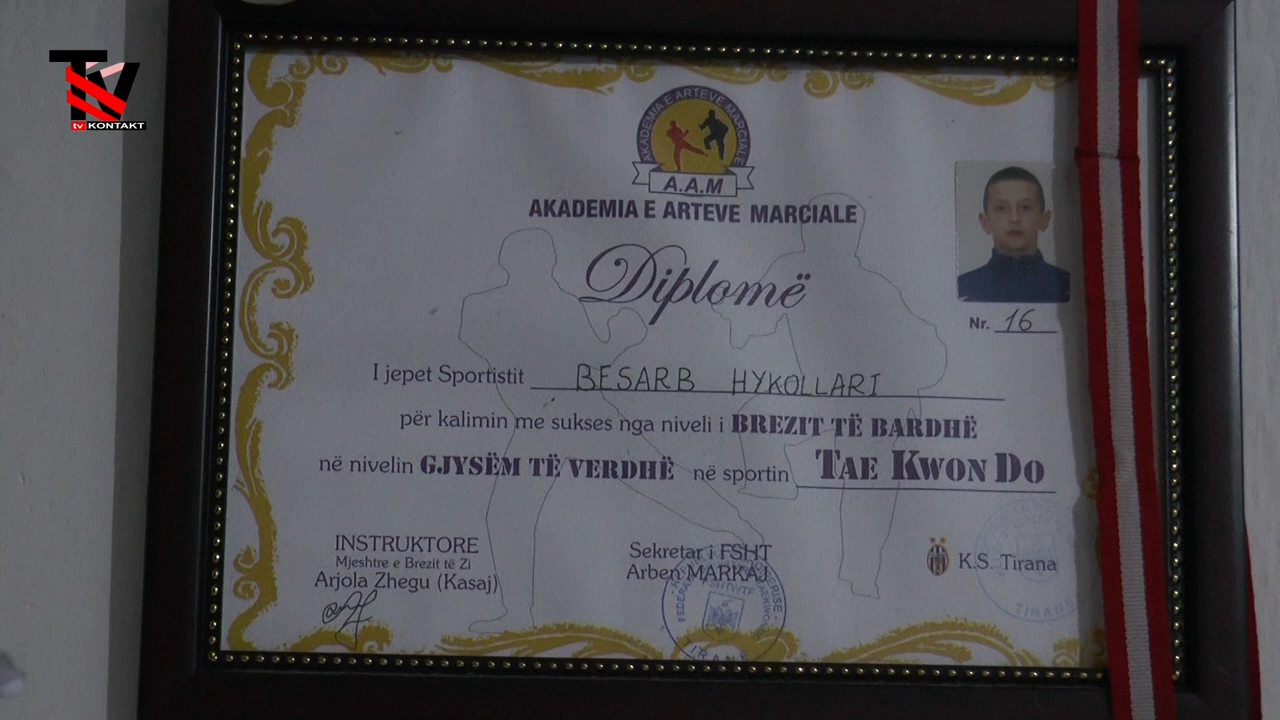 TV
tv KONTAKT
AKADEMIA E ARTEVE MARCIALE
A.A.M
AKADEMIA E ARTEVE MARCIALE
Diplomë
Nr. 16
I jepet Sportistit BESARB HYKOLLARI
për kalimin me sukses nga niveli i BREZIT TË BARDHË
në nivelin GJYSËM TË VERDHË në sportin TAE KWON DO
INSTRUKTORE
Mjeshtre e Brezit të Zi
Arjola Zhegu (Kasaj)
Sekretar i FSHT
Arben MARKAJ
K.S. Tirana
TIRANE